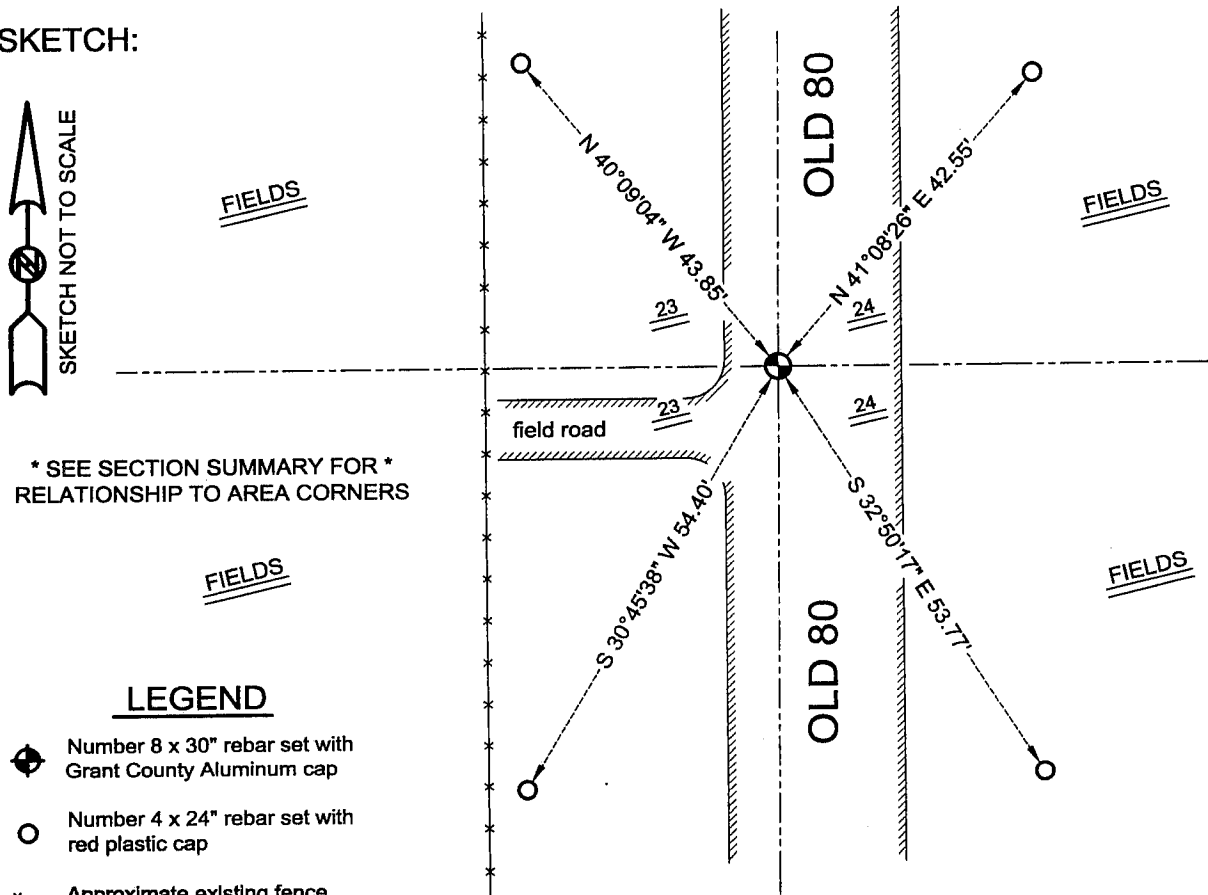 SKETCH:
SKETCH NOT TO SCALE
N
OLD 80
FIELDS
FIELDS
N 40°09'04" W 43.85'
N 41°08'26" E 42.55'
23
24
23
24
field road
* SEE SECTION SUMMARY FOR *
RELATIONSHIP TO AREA CORNERS
S 30°45'38" W 54.40'
S 32°50'17" E 53.77'
FIELDS
FIELDS
OLD 80
LEGEND
Number 8 x 30" rebar set with
Grant County Aluminum cap
Number 4 x 24" rebar set with
red plastic cap
Approximate existing fence